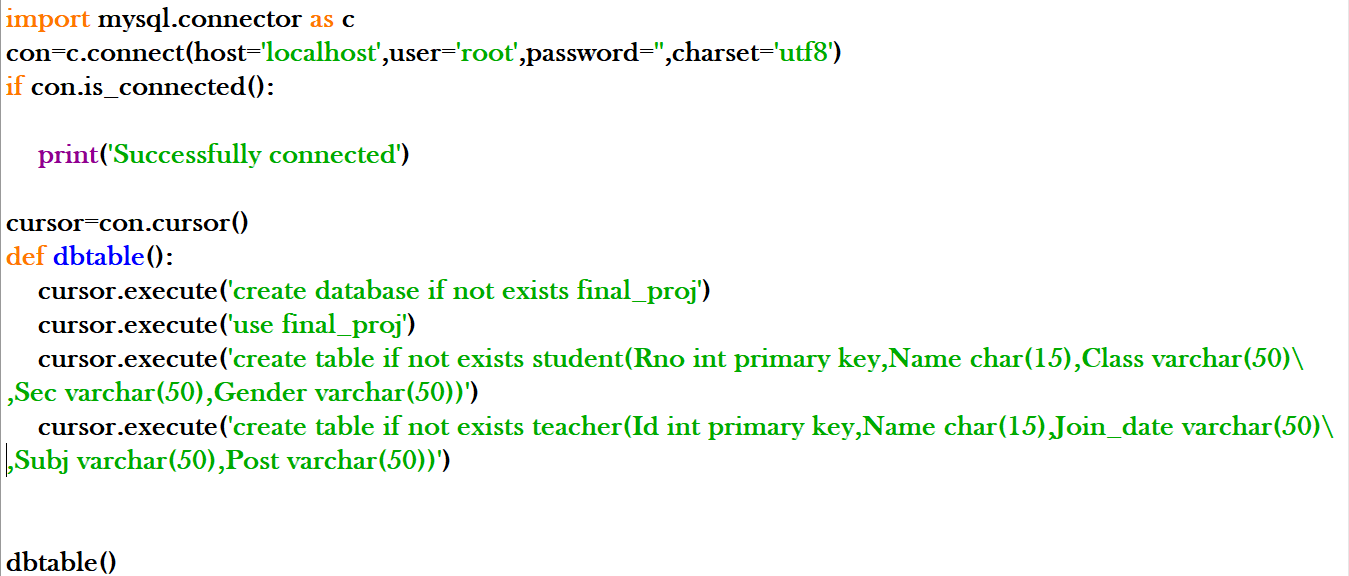 import mysql.connector as c
con=c.connect(host='localhost',user='root',password='',charset='utf8')
if con.is_connected():
print('Successfully connected')
cursor=con.cursor()
def dbtable():
cursor.execute('create database if not exists final_proj')
cursor.execute('use final_proj')
cursor.execute('create table if not exists student(Rno int primary key,Name char(15),Class varchar(50)\
,Sec varchar(50),Gender varchar(50))')
cursor.execute('create table if not exists teacher(Id int primary key,Name char(15),Join_date varchar(50)\
,Subj varchar(50),Post varchar(50))')
dbtable()